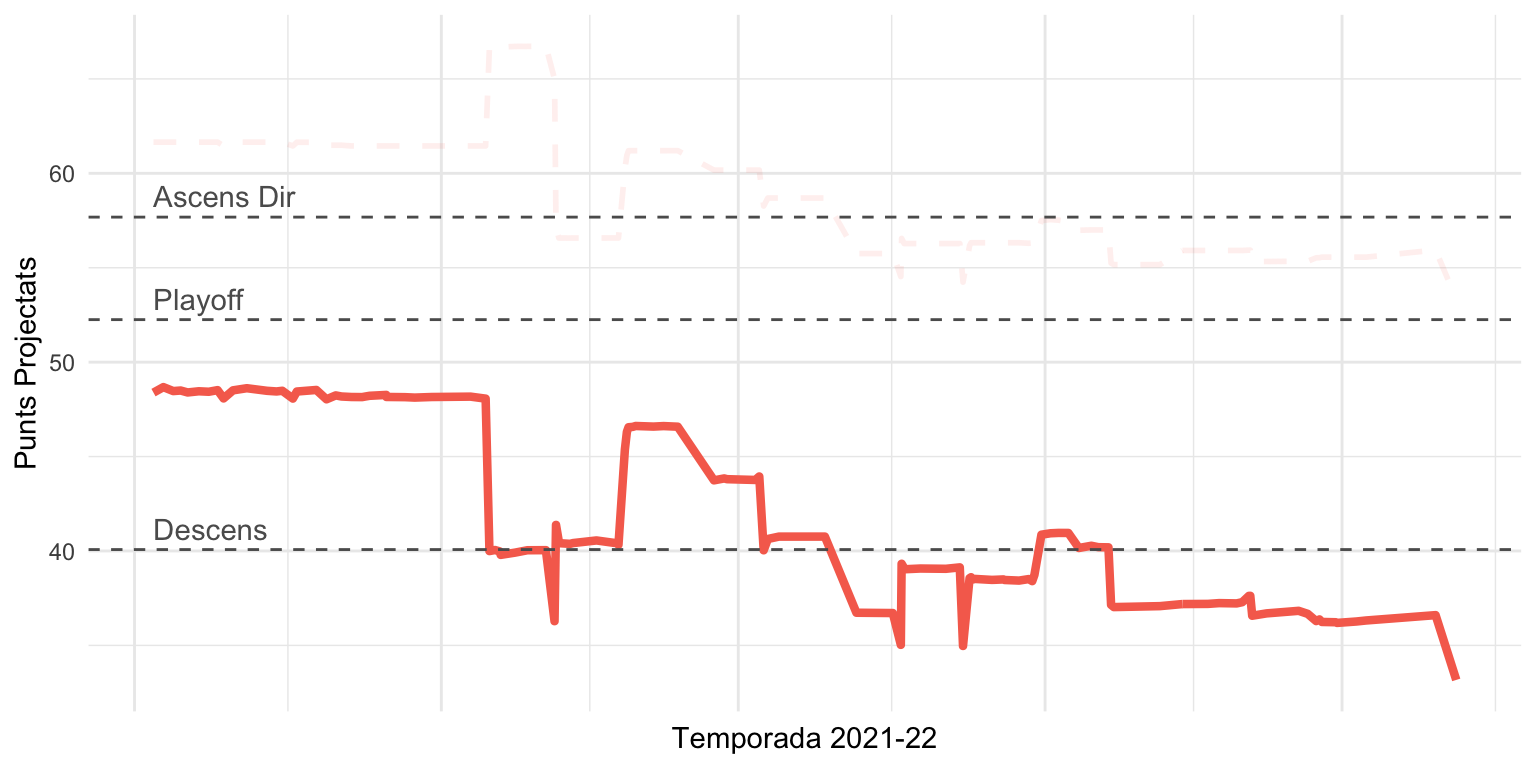 60
Ascens Dir
Playoff
50
Descens
40
Punts Projectats
Temporada 2021-22